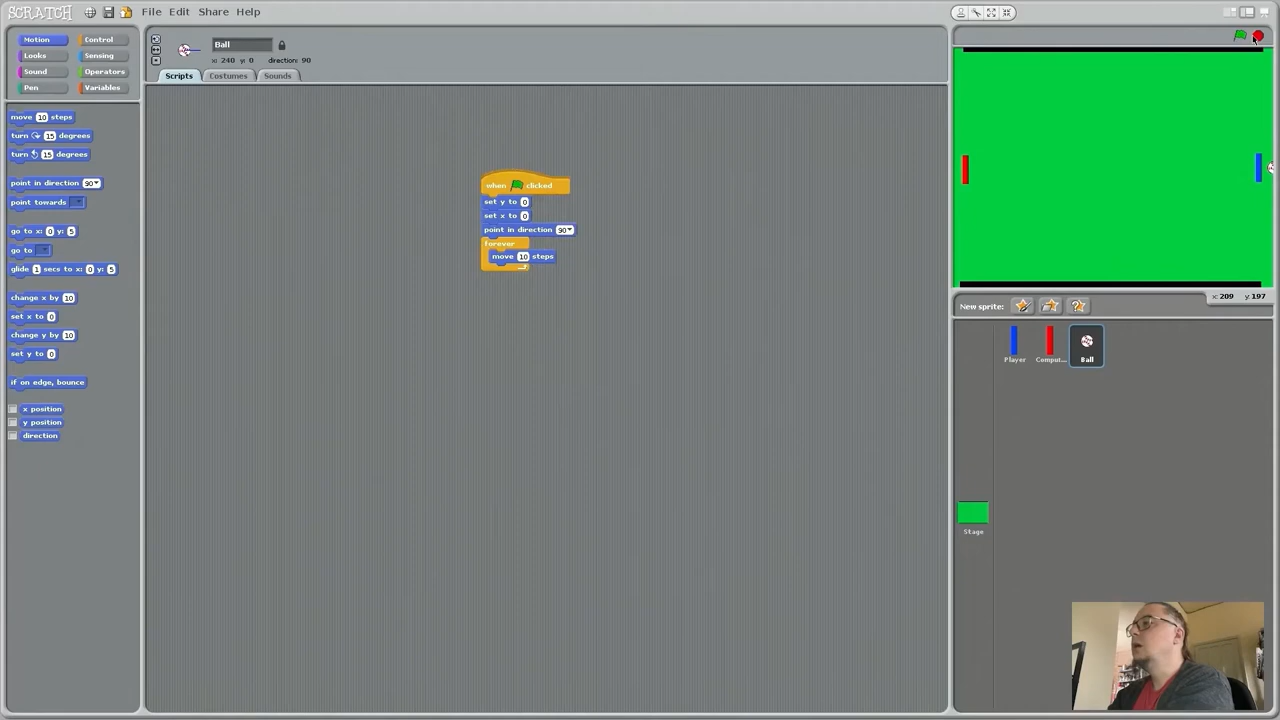 SCRATCH File Edit Share Help
Motion Control
Looks Sensing
Sound Operators
Pen Variables
move 10 steps
turn 15 degrees
turn 15 degrees
point in direction 90
point towards
go to x: 0 y: 5
go to
glide 1 secs to x: 0 y: 5
change x by 10
set x to 0
change y by 10
set y to 0
if on edge, bounce
x position
y position
direction
Ball
x: 240 y: 0 direction: 90
Scripts Costumes Sounds
when clicked
set y to 0
set x to 0
point in direction 90
forever
move 10 steps
x: 209 y: 197
New sprite:
Player Comput... Ball
Stage